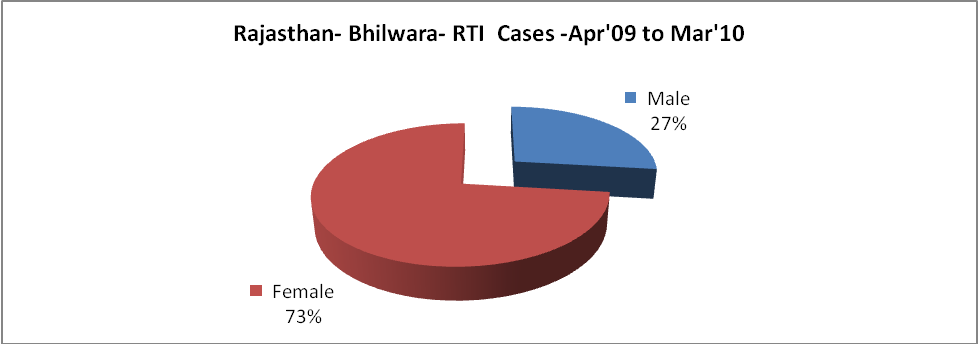 Rajasthan- Bhilwara- RTI  Cases -Apr'09 to Mar'10
Male
27%
Female
73%